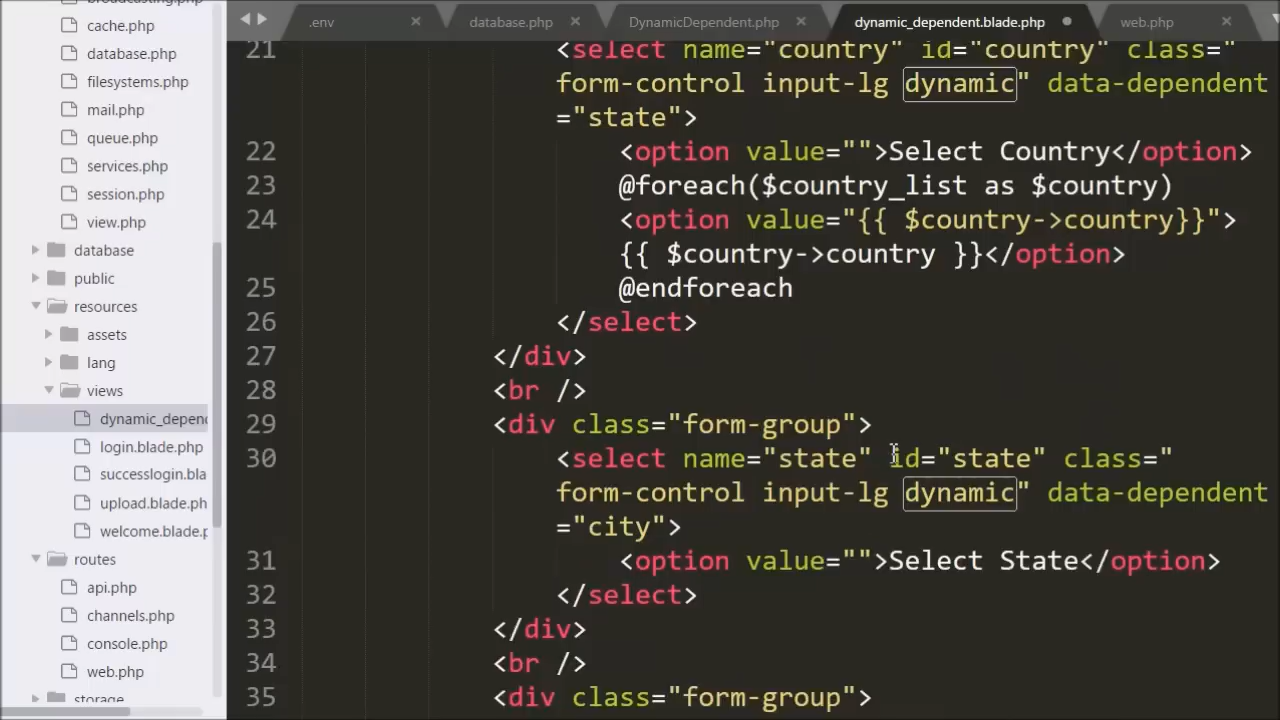 broadcasting.php
cache.php
database.php
filesystems.php
mail.php
queue.php
services.php
session.php
view.php
database
public
resources
assets
lang
views
dynamic_depend
login.blade.php
successlogin.bla
upload.blade.ph
welcome.blade.p
routes
api.php
channels.php
console.php
web.php
storage
.env
database.php
DynamicDependent.php
dynamic_dependent.blade.php
web.php
21 <select name="country" id="country" class="
form-control input-lg dynamic" data-dependent
="state">
22 <option value="">Select Country</option>
23 @foreach($country_list as $country)
24 <option value="{{ $country->country}}">
{{ $country->country }}</option>
25 @endforeach
26 </select>
27 </div>
28 <br />
29 <div class="form-group">
30 <select name="state" id="state" class="
form-control input-lg dynamic" data-dependent
="city">
31 <option value="">Select State</option>
32 </select>
33 </div>
34 <br />
35 <div class="form-group">